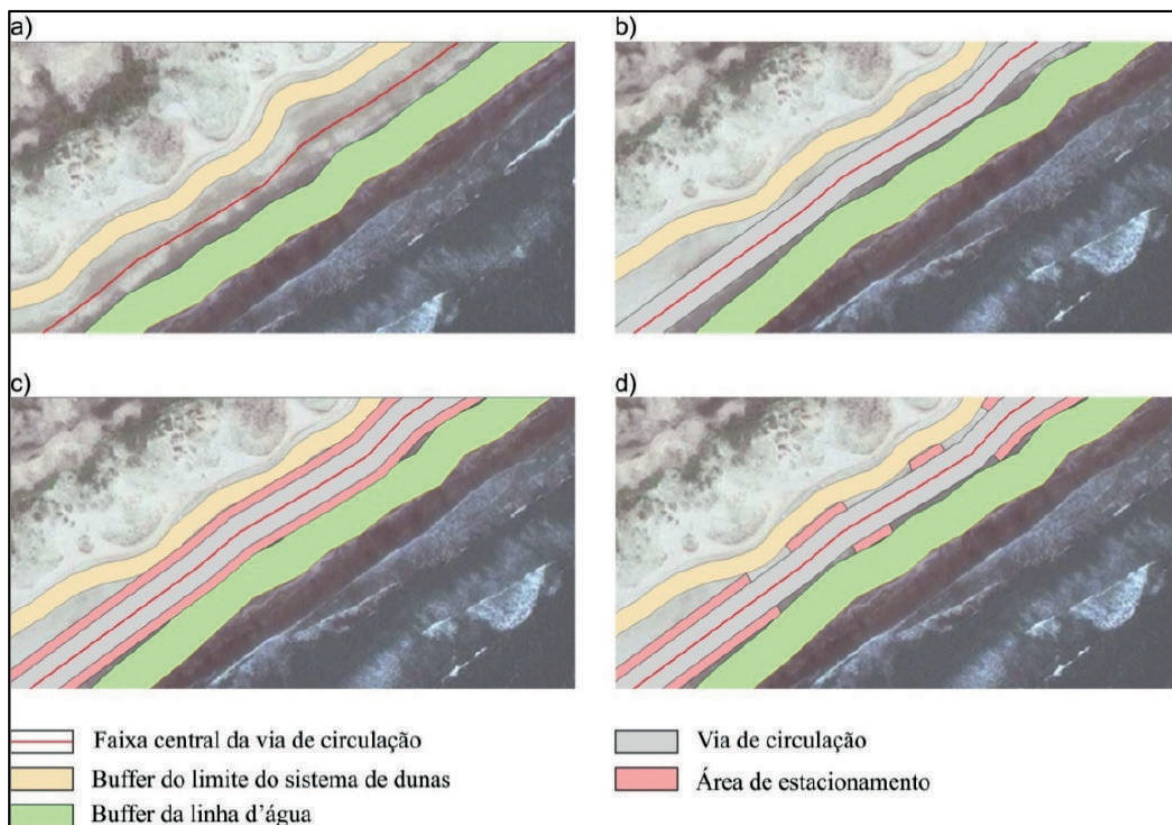 a)
b)
c)
d)
Faixa central da via de circulação
Buffer do limite do sistema de dunas
Buffer da linha d’água
Via de circulação
Área de estacionamento